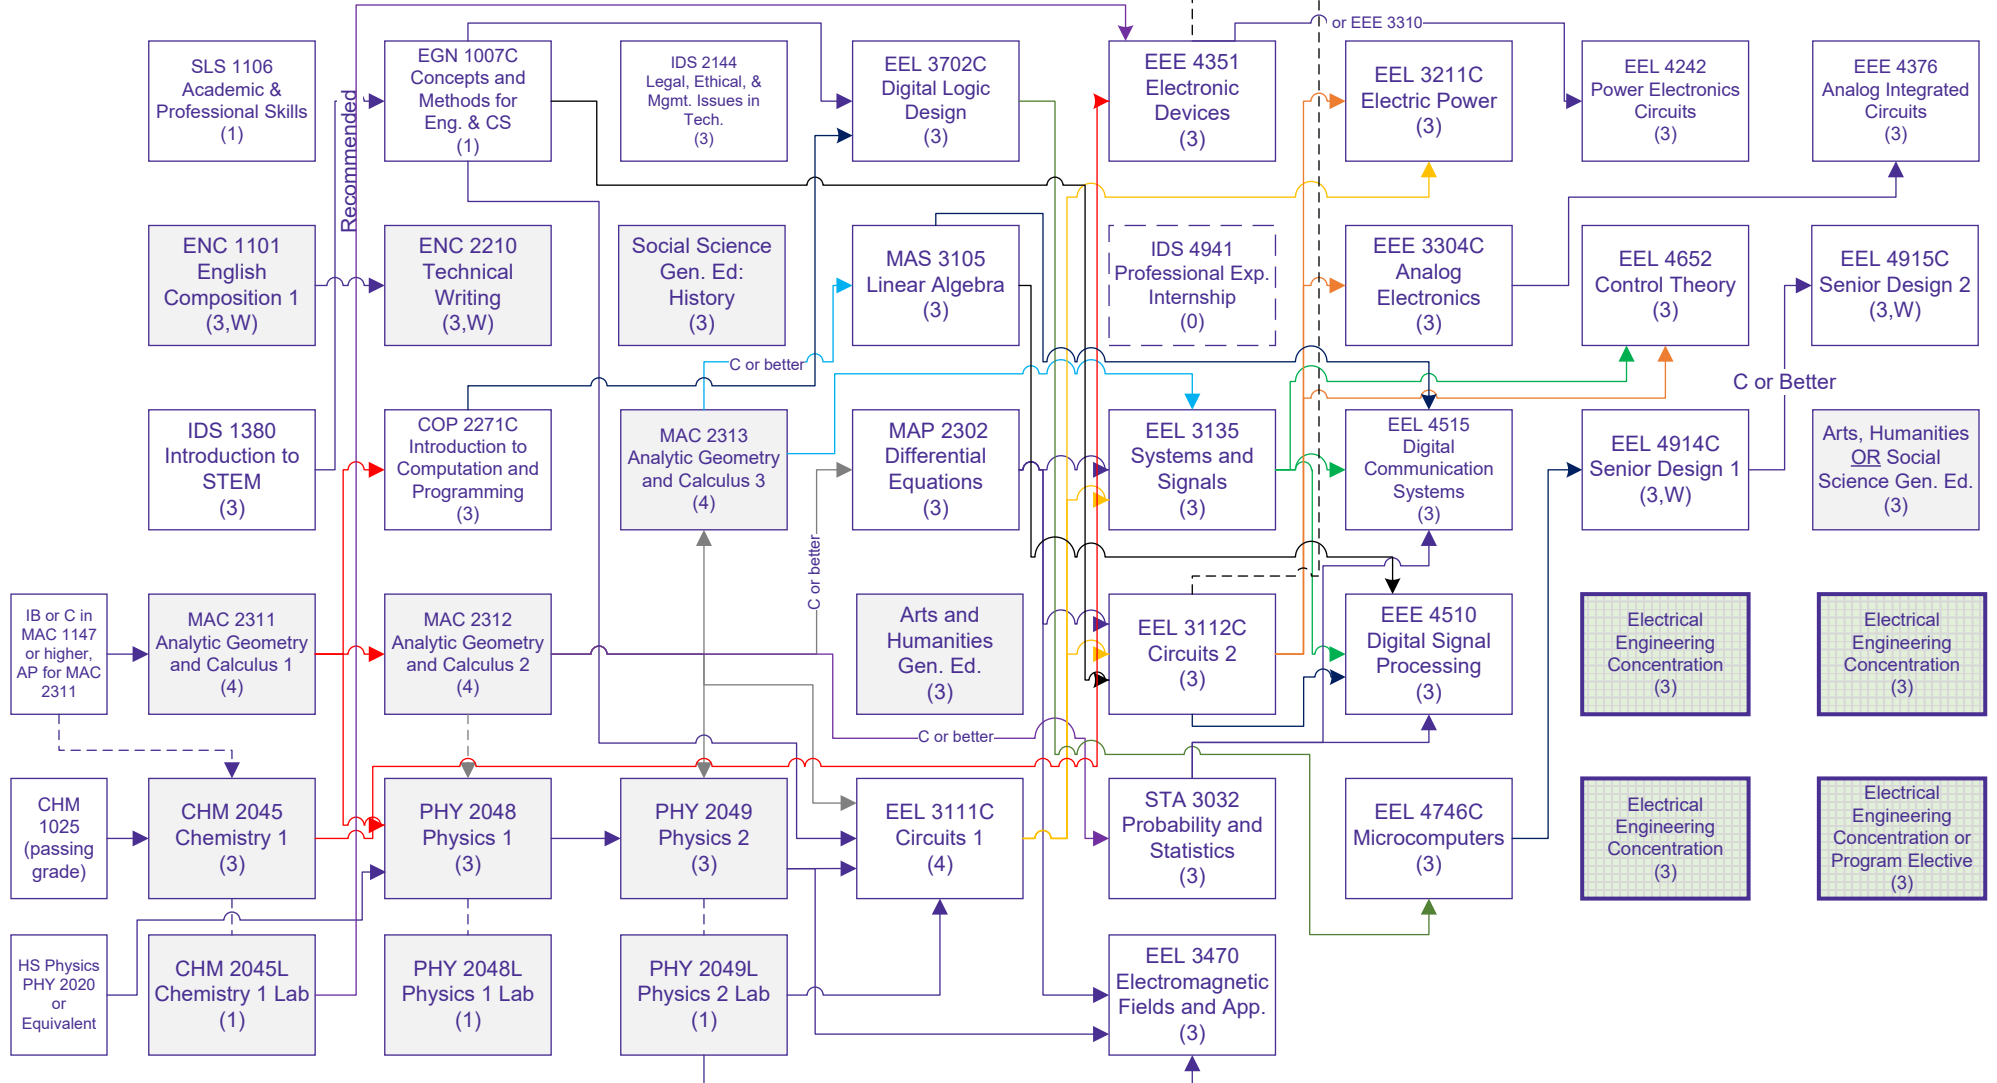 or EEE 3310
SLS 1106
Academic &
Professional Skills
(1)
EGN 1007C
Concepts and
Methods for
Eng. & CS
(1)
IDS 2144
Legal, Ethical, &
Mgmt. Issues in
Tech.
(3)
EEL 3702C
Digital Logic
Design
(3)
EEE 4351
Electronic
Devices
(3)
EEL 3211C
Electric Power
(3)
EEL 4242
Power Electronics
Circuits
(3)
EEE 4376
Analog Integrated
Circuits
(3)
Recommended
ENC 1101
English
Composition 1
(3,W)
ENC 2210
Technical
Writing
(3,W)
Social Science
Gen. Ed:
History
(3)
MAS 3105
Linear Algebra
(3)
IDS 4941
Professional Exp.
Internship
(0)
EEE 3304C
Analog
Electronics
(3)
EEL 4652
Control Theory
(3)
EEL 4915C
Senior Design 2
(3,W)
C or better
C or Better
IDS 1380
Introduction to
STEM
(3)
COP 2271C
Introduction to
Computation and
Programming
(3)
MAC 2313
Analytic Geometry
and Calculus 3
(4)
MAP 2302
Differential
Equations
(3)
EEL 3135
Systems and
Signals
(3)
EEL 4515
Digital
Communication
Systems
(3)
EEL 4914C
Senior Design 1
(3,W)
Arts, Humanities
OR Social
Science Gen. Ed.
(3)
C or better
IB or C in
MAC 1147
or higher,
AP for MAC
2311
MAC 2311
Analytic Geometry
and Calculus 1
(4)
MAC 2312
Analytic Geometry
and Calculus 2
(4)
Arts and
Humanities
Gen. Ed.
(3)
EEL 3112C
Circuits 2
(3)
EEE 4510
Digital Signal
Processing
(3)
Electrical
Engineering
Concentration
(3)
Electrical
Engineering
Concentration
(3)
C or better
CHM
1025
(passing
grade)
CHM 2045
Chemistry 1
(3)
PHY 2048
Physics 1
(3)
PHY 2049
Physics 2
(3)
EEL 3111C
Circuits 1
(4)
STA 3032
Probability and
Statistics
(3)
EEL 4746C
Microcomputers
(3)
Electrical
Engineering
Concentration
(3)
Electrical
Engineering
Concentration or
Program Elective
(3)
HS Physics
PHY 2020
or
Equivalent
CHM 2045L
Chemistry 1 Lab
(1)
PHY 2048L
Physics 1 Lab
(1)
PHY 2049L
Physics 2 Lab
(1)
EEL 3470
Electromagnetic
Fields and App.
(3)